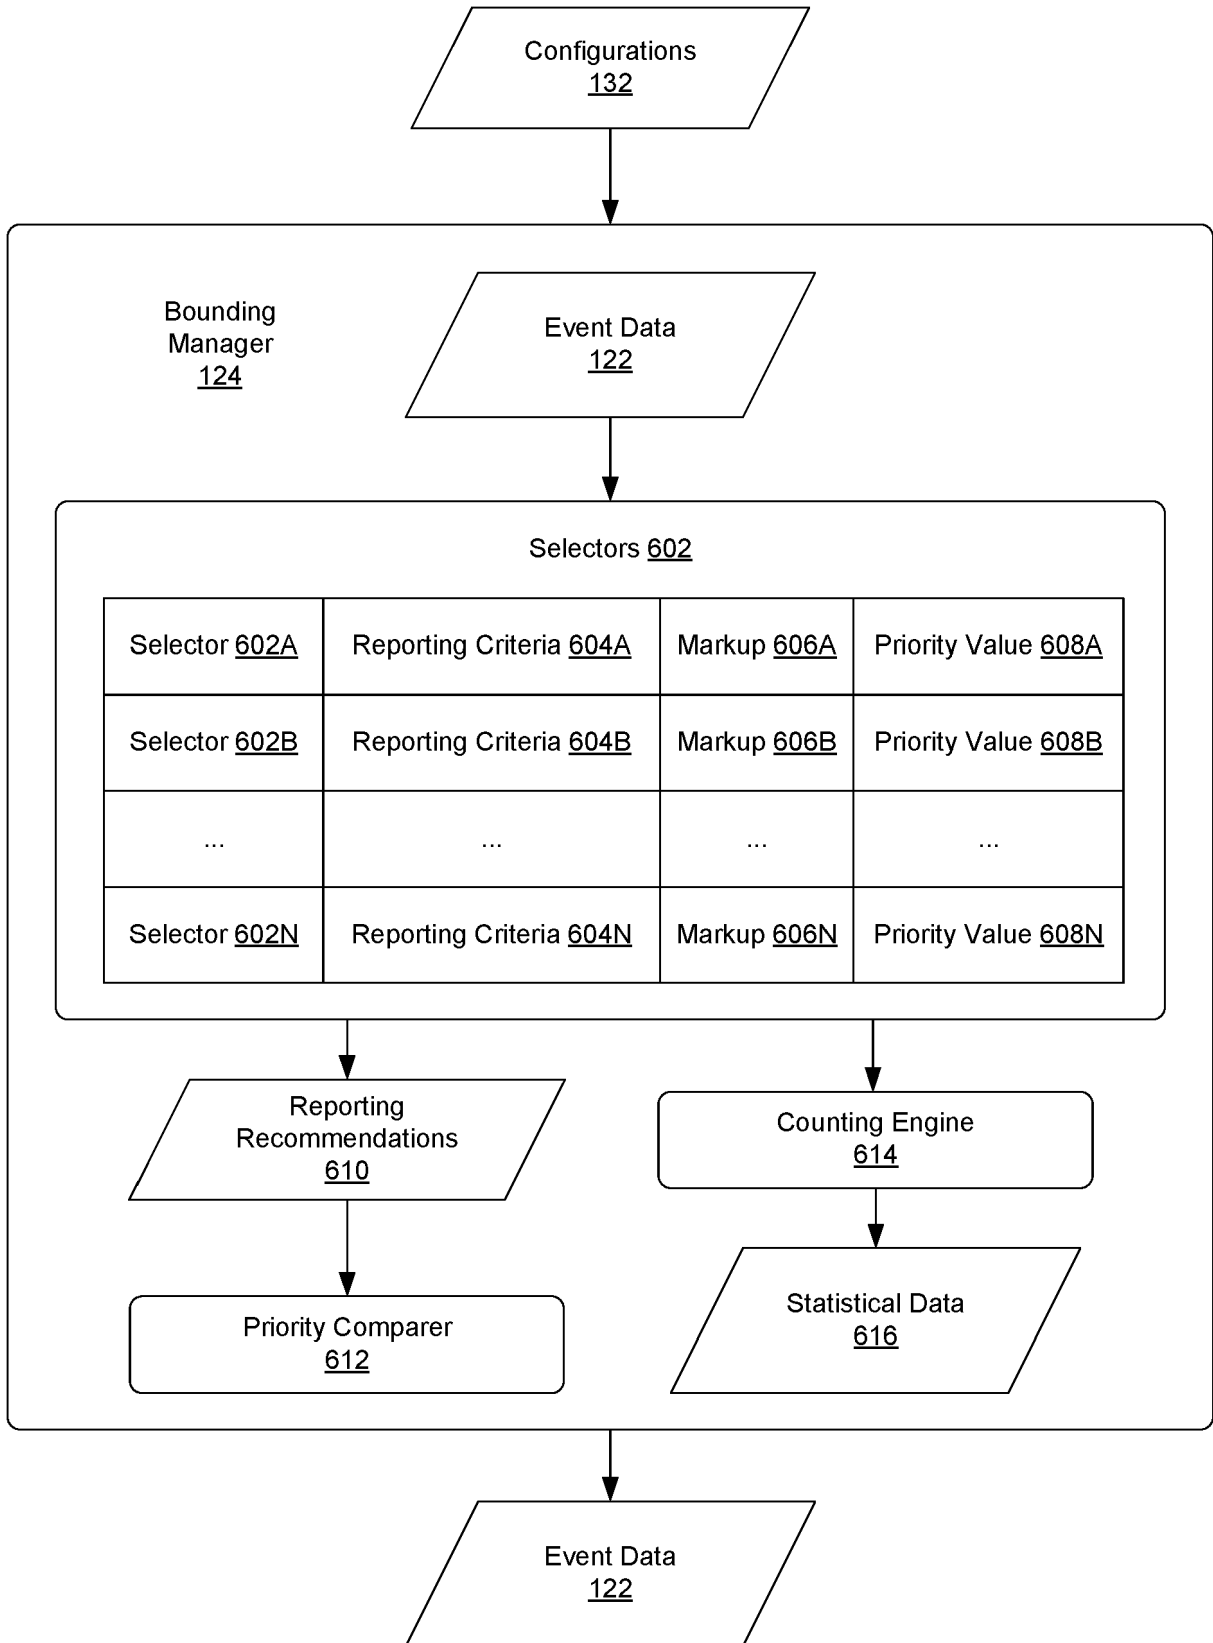 Configurations
132
Bounding
Manager
124
Event Data
122
Selectors 602
Selector 602A Reporting Criteria 604A Markup 606A Priority Value 608A
Selector 602B Reporting Criteria 604B Markup 606B Priority Value 608B
... ... ... ...
Selector 602N Reporting Criteria 604N Markup 606N Priority Value 608N
Reporting
Recommendations
610
Counting Engine
614
Priority Comparer
612
Statistical Data
616
Event Data
122